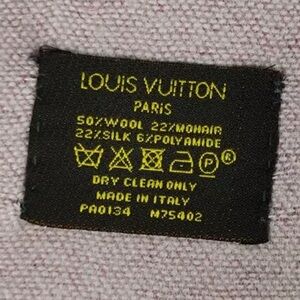 LOUIS VUITTON
PARIS
50%WOOL 22%MOHAIR
22%SILK 6%POLYAMIDE
P
DRY CLEAN ONLY
MADE IN ITALY
PA0134 M75402